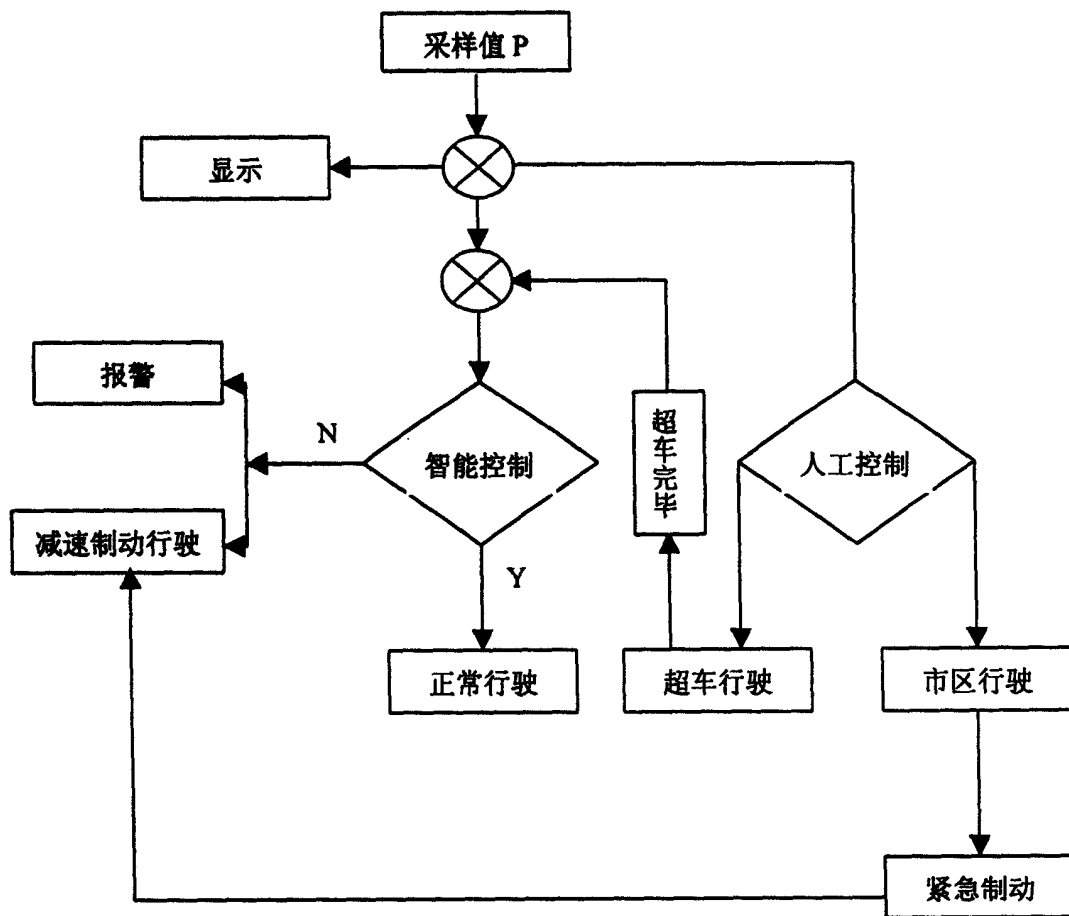 采样值 P
显示
报警
N
智能控制
超车完毕
人工控制
减速制动行驶
Y
正常行驶
超车行驶
市区行驶
紧急制动